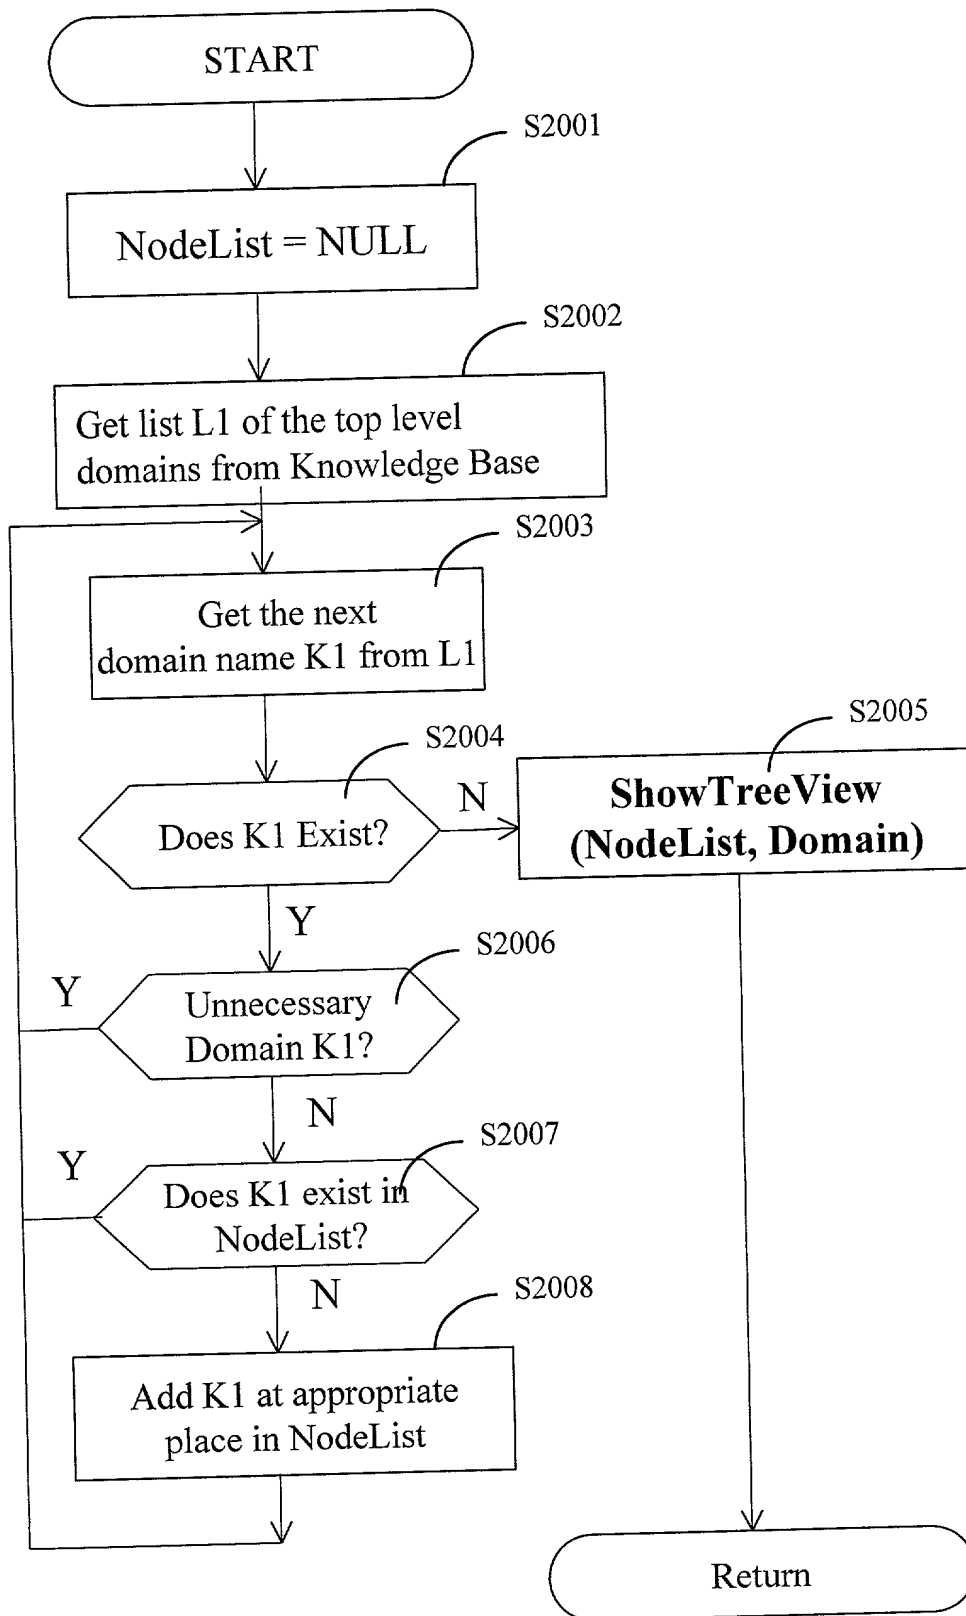 START
S2001
NodeList = NULL
S2002
Get list L1 of the top level
domains from Knowledge Base
S2003
Get the next
domain name K1 from L1
S2004
Does K1 Exist?
N
S2005
ShowTreeView
(NodeList, Domain)
Y
S2006
Y
Unnecessary
Domain K1?
N
S2007
Y
Does K1 exist in
NodeList?
N
S2008
Add K1 at appropriate
place in NodeList
Return